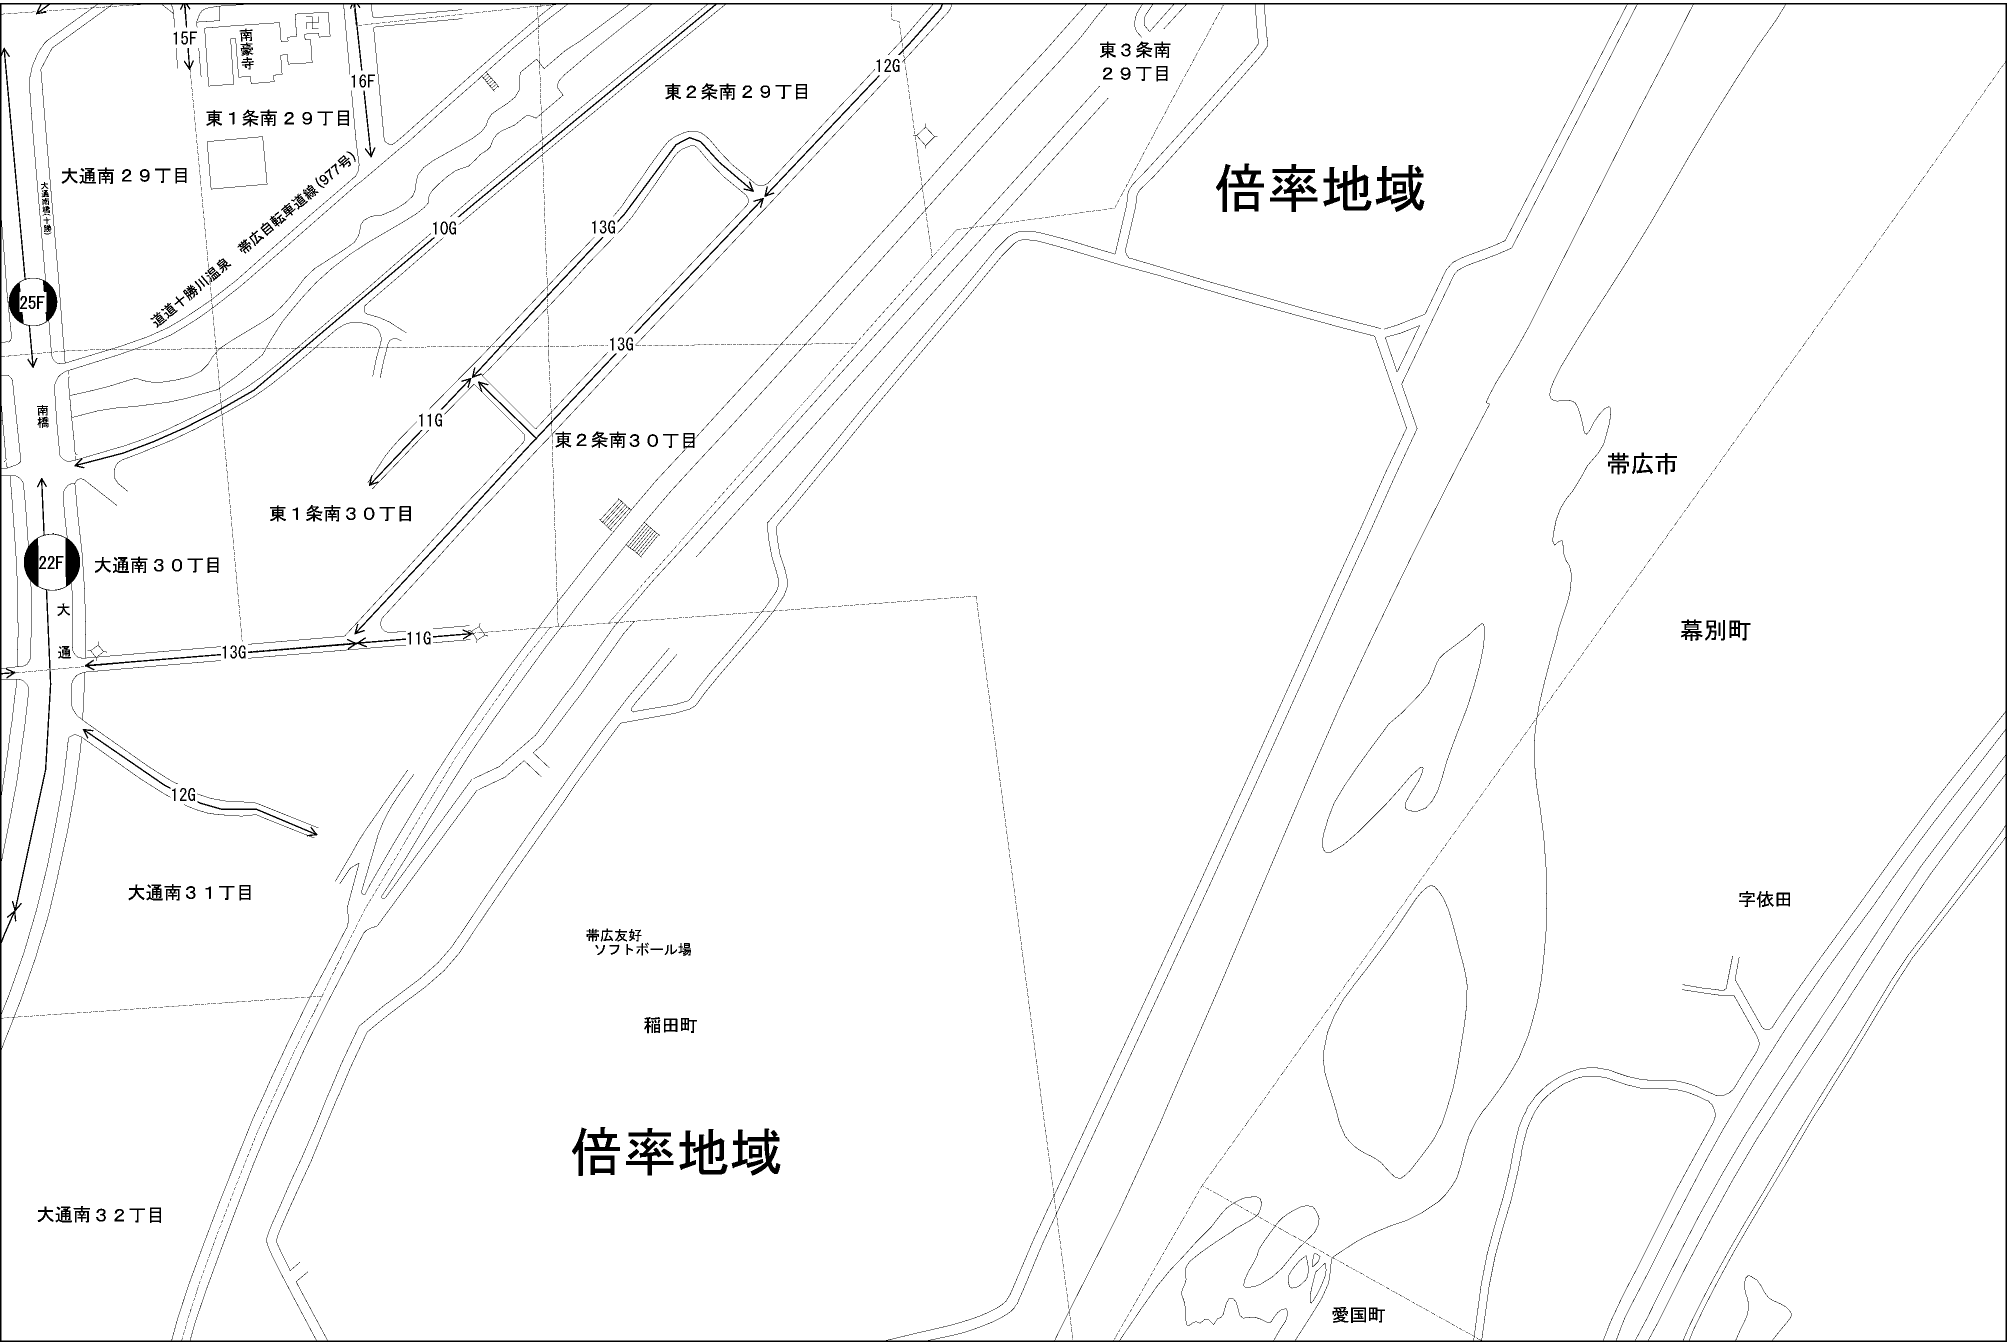 15F
南豪寺
16F
12G
東３条南
２９丁目
東２条南２９丁目
東１条南２９丁目
大通南２９丁目
倍率地域
大通南橋(十勝)
道道十勝川温泉　帯広自転車道線(977号)
10G
13G
25F
13G
南橋
11G
東２条南３０丁目
帯広市
東１条南３０丁目
22F
大通南３０丁目
大通
13G
11G
幕別町
12G
大通南３１丁目
字依田
帯広友好
ソフトボール場
稲田町
倍率地域
大通南３２丁目
愛国町